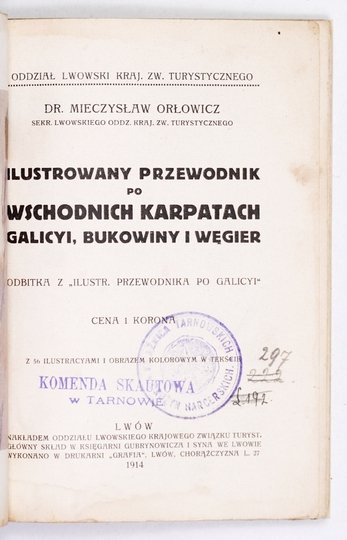 ODDZIAŁ LWOWSKI KRAJ. ZW. TURYSTYCZNEGO
DR. MIECZYSŁAW ORŁOWICZ
SEKR. LWOWSKIEGO ODDZ. KRAJ. ZW. TURYSTYCZNEGO
ILUSTROWANY PRZEWODNIK
PO
WSCHODNICH KARPATACH
GALICYI, BUKOWINY I WĘGIER
ODBITKA Z „ILUSTR. PRZEWODNIKA PO GALICYI“
CENA 1 KORONA
Z 56 ILUSTRACYAMI I OBRAZEM KOLOROWYM W TEKŚCIE
TARNOWSKICH
HARCERSKICH.
297
222
KOMENDA SKAUTOWA
W TARNOWIE
LWÓW
NAKŁADEM ODDZIAŁU LWOWSKIEGO KRAJOWEGO ZWIĄZKU TURYST.
GŁÓWNY SKŁAD W KSIĘGARNI GUBRYNOWICZA I SYNA WE LWOWIE
WYKONANO W DRUKARNI „GRAFIA“, LWÓW, CHORĄŻCZYZNA L. 27
1914